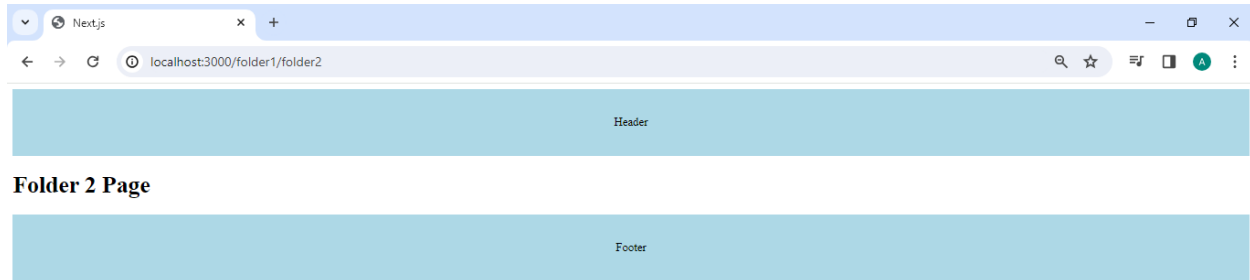 Next.js
localhost:3000/folder1/folder2
A
Header
Folder 2 Page
Footer